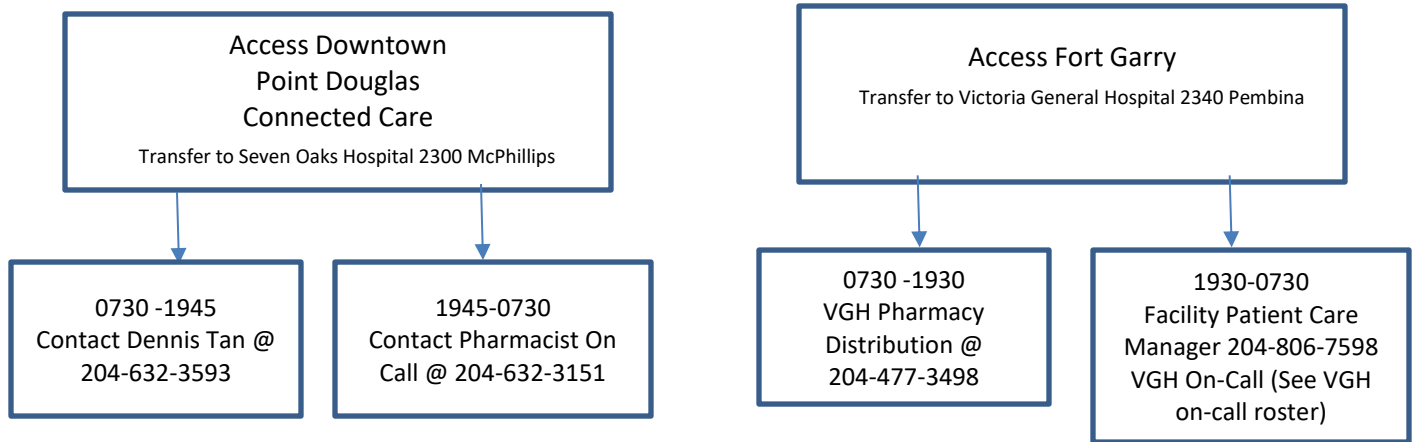 Access Downtown
Point Douglas
Connected Care
Transfer to Seven Oaks Hospital 2300 McPhillips
0730 -1945
Contact Dennis Tan @
204-632-3593
1945-0730
Contact Pharmacist On
Call @ 204-632-3151
Access Fort Garry
Transfer to Victoria General Hospital 2340 Pembina
0730 -1930
VGH Pharmacy
Distribution @
204-477-3498
1930-0730
Facility Patient Care
Manager 204-806-7598
VGH On-Call (See VGH
on-call roster)